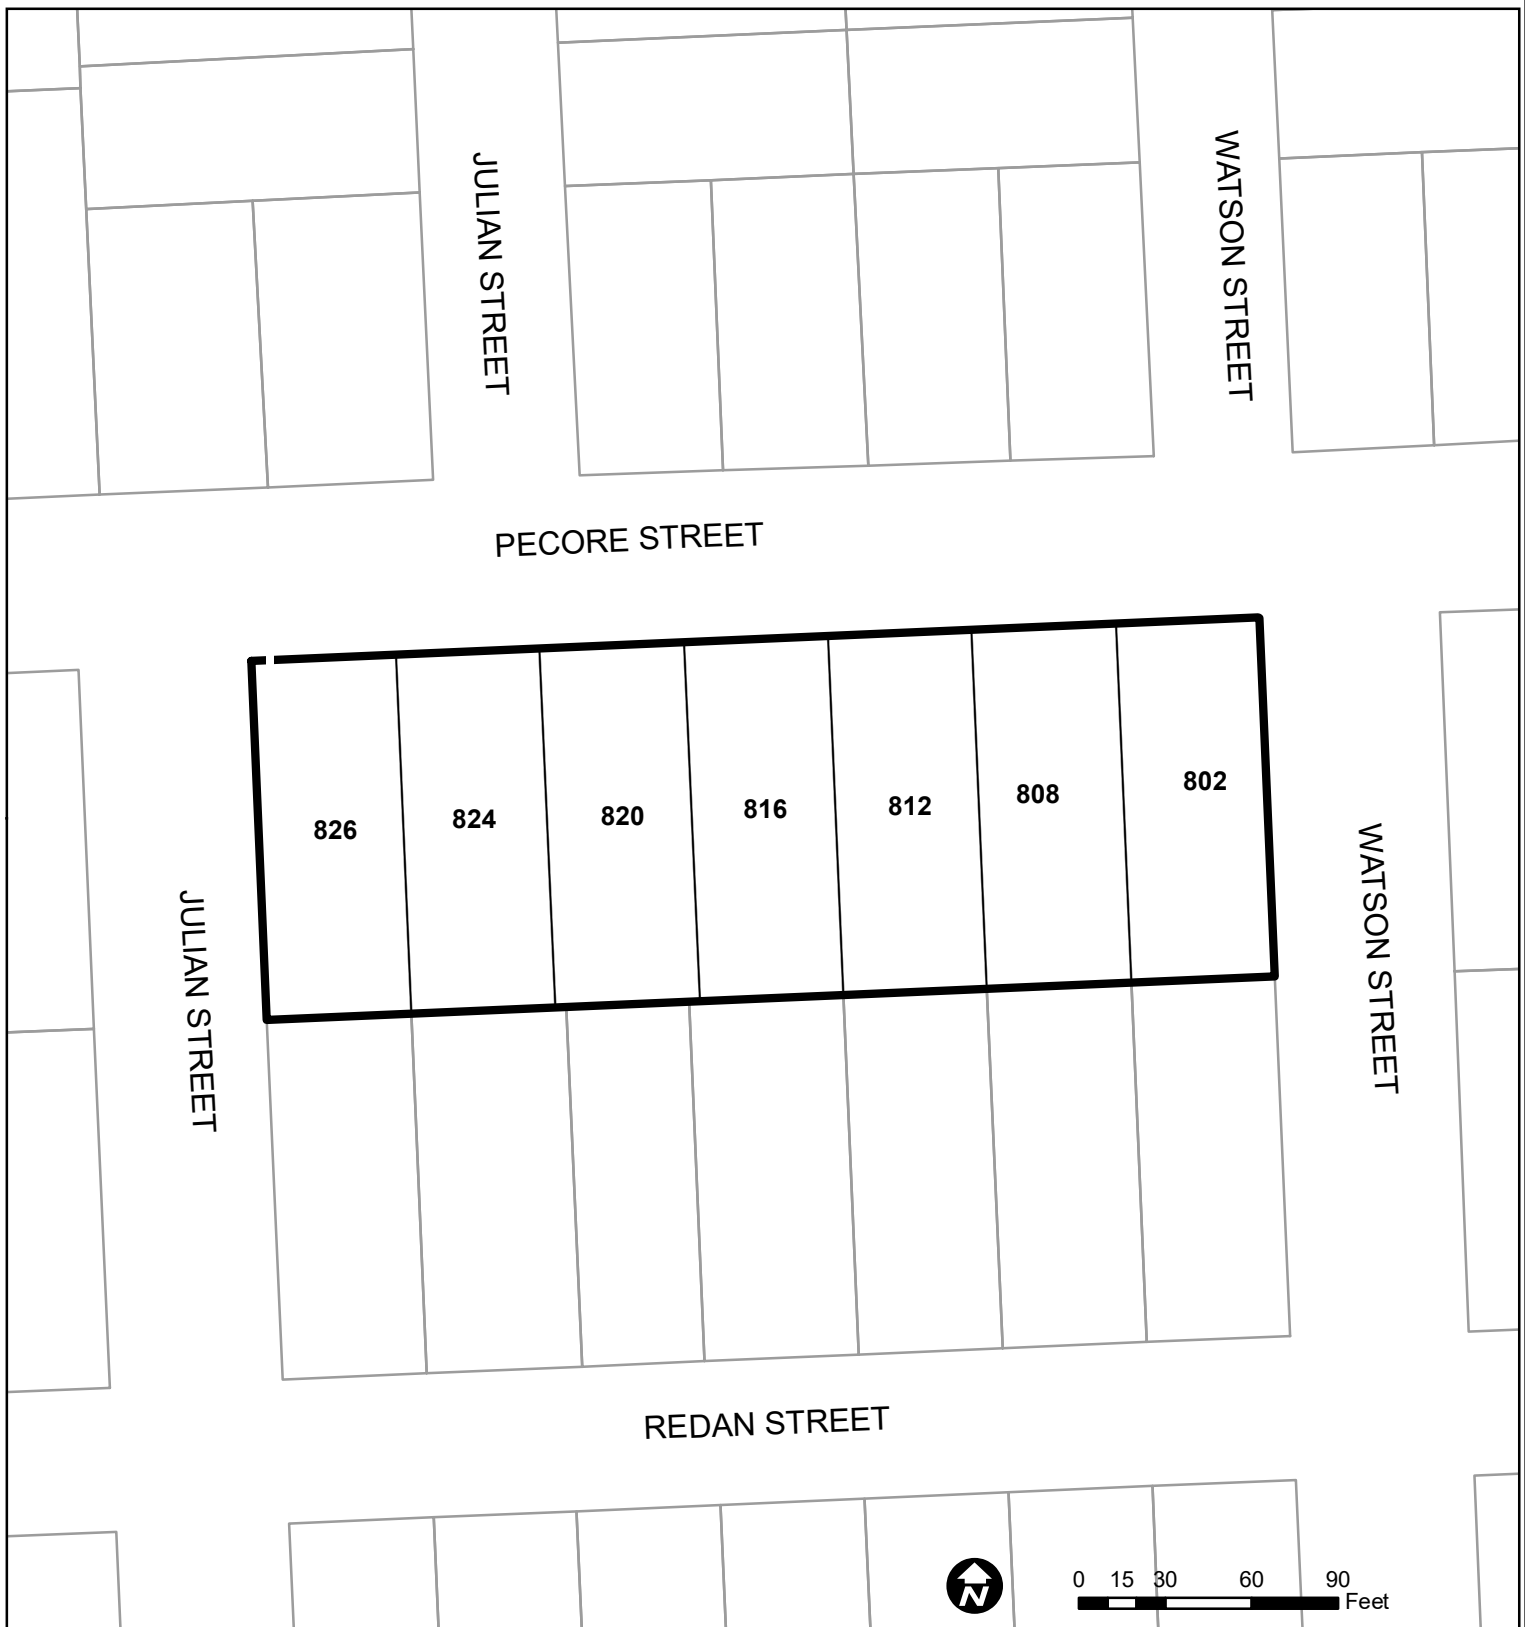 JULIAN STREET
WATSON STREET
PECORE STREET
826
824
820
816
812
808
802
JULIAN STREET
WATSON STREET
REDAN STREET
N
0 15 30 60 90
Feet